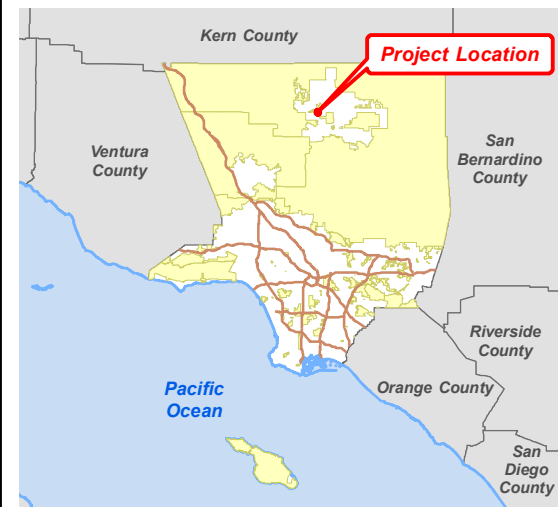 Kern County
Project Location
Ventura
County
San
Bernardino
County
Riverside
County
Orange County
Pacific
Ocean
San
Diego
County